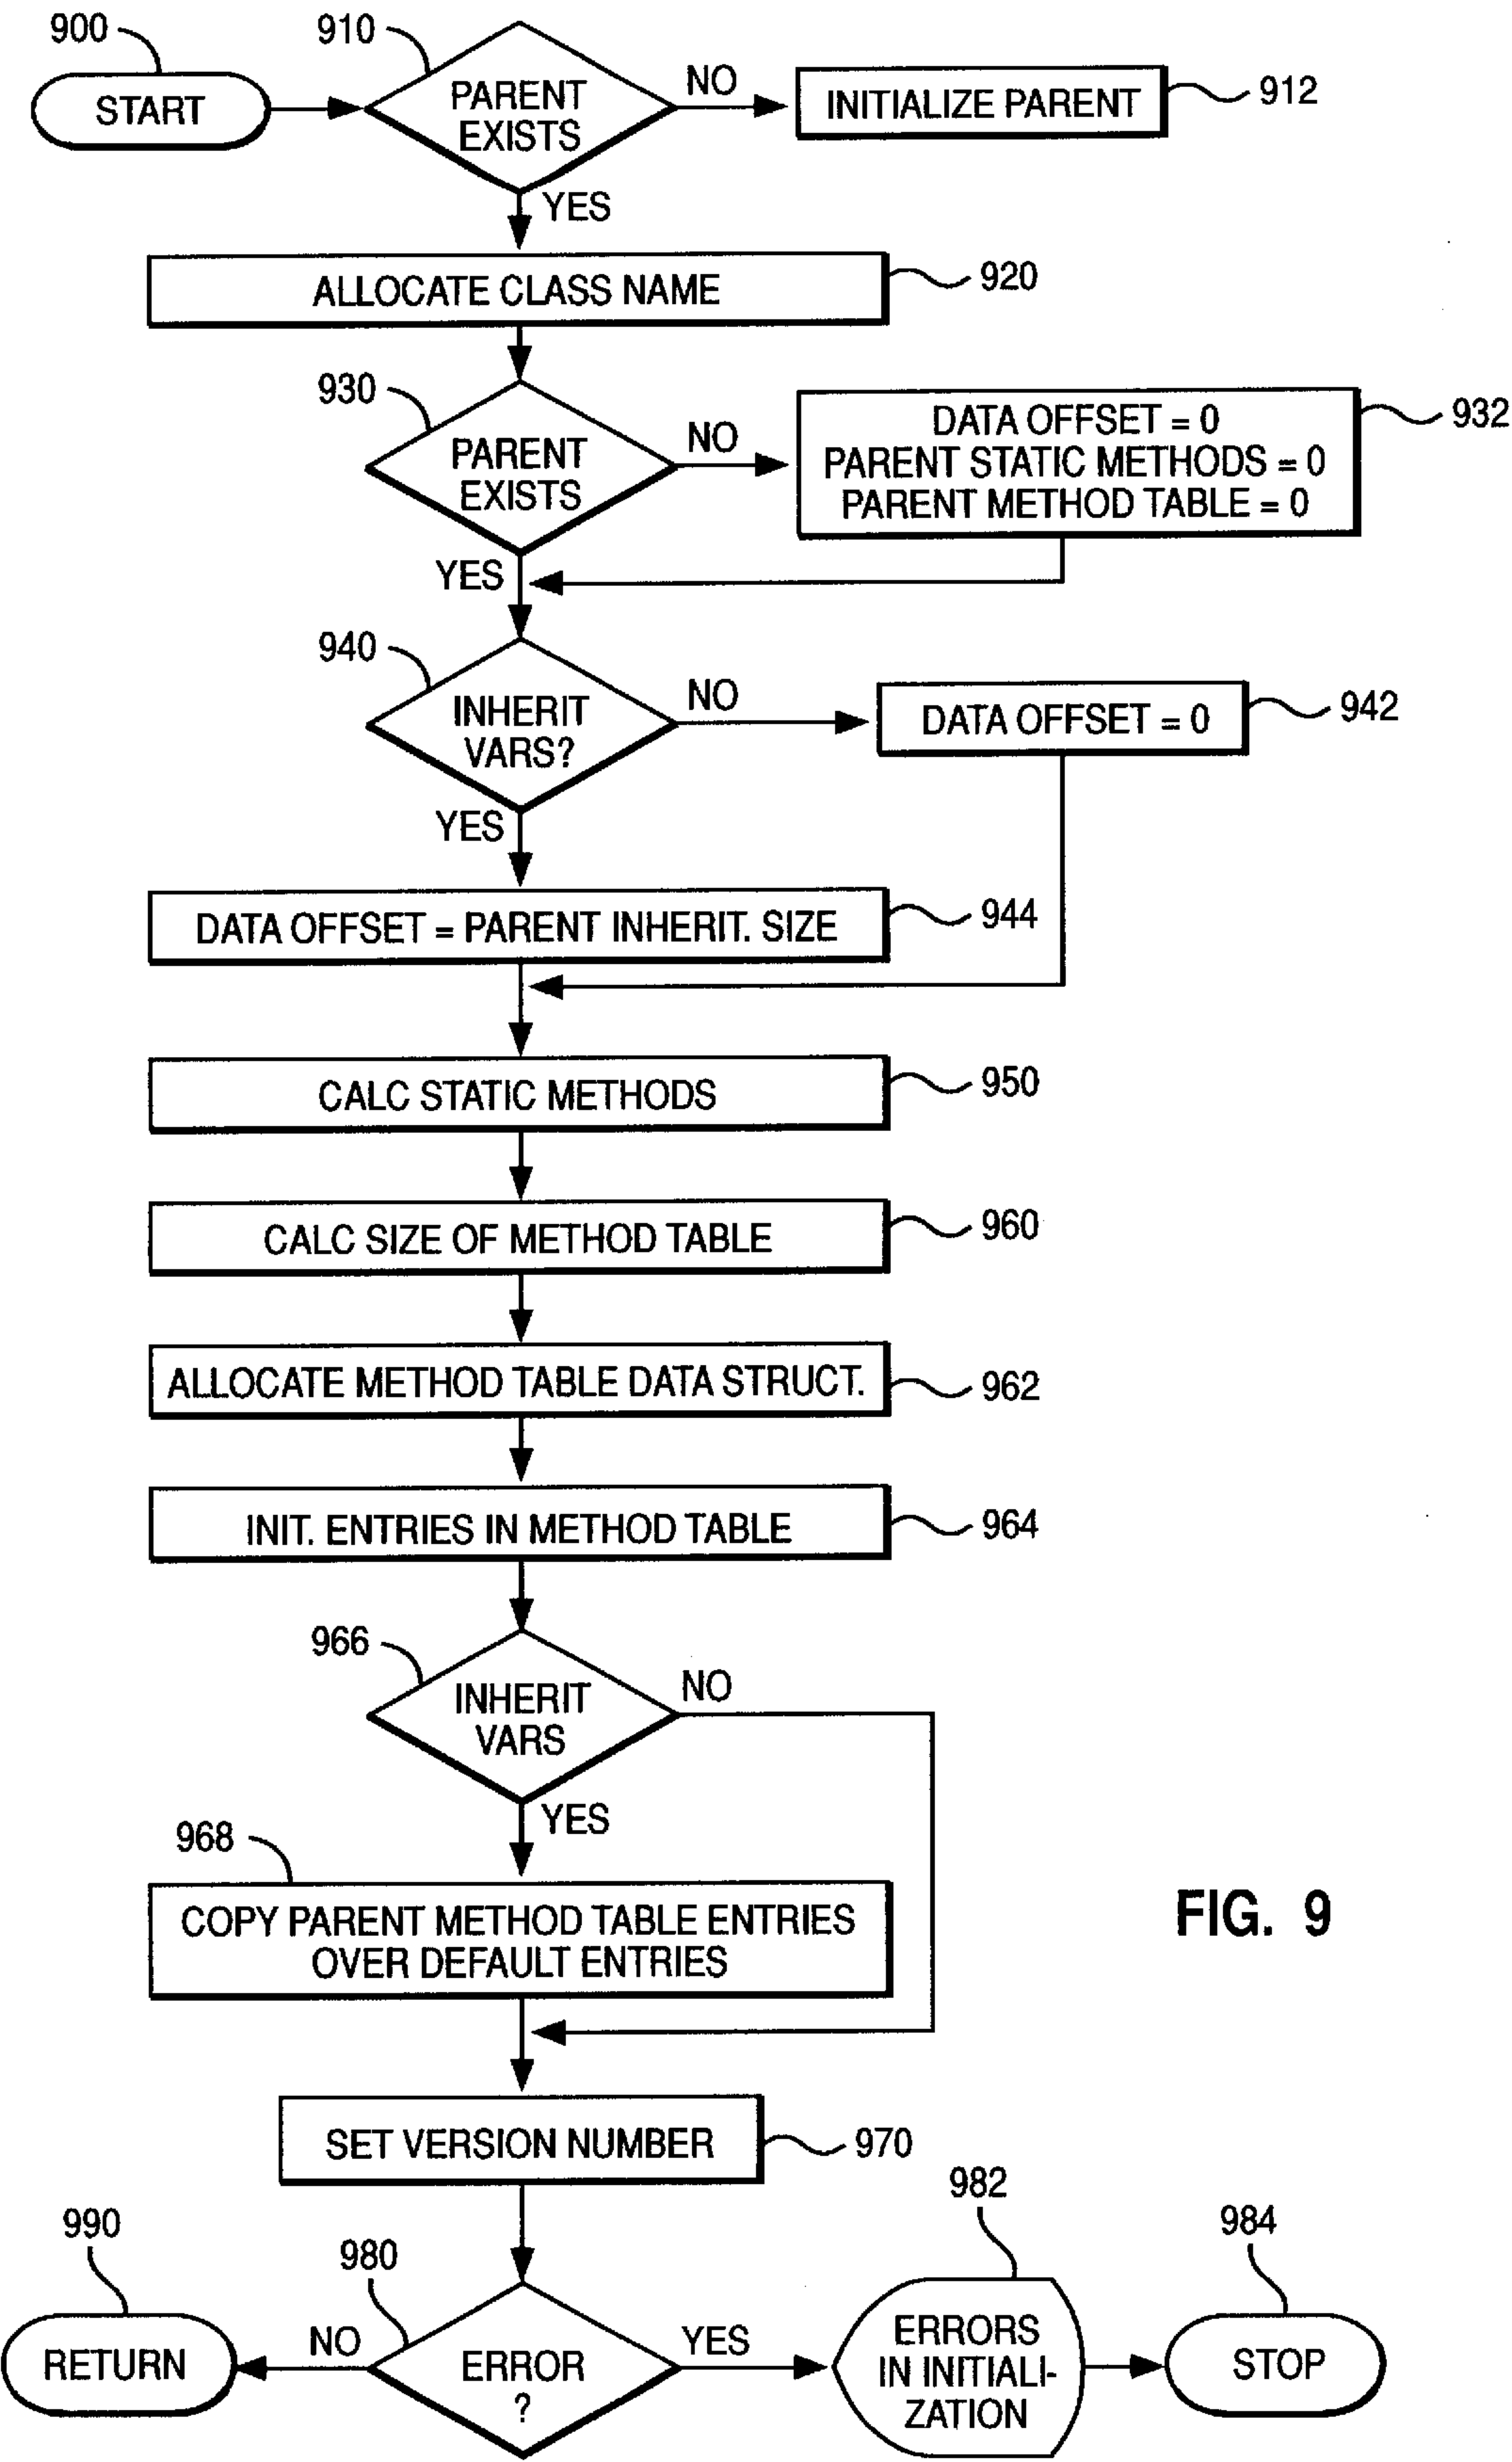 900
START
910
PARENT
EXISTS
NO
INITIALIZE PARENT
912
YES
ALLOCATE CLASS NAME
920
930
PARENT
EXISTS
NO
DATA OFFSET = 0
PARENT STATIC METHODS = 0
PARENT METHOD TABLE = 0
932
YES
940
INHERIT
VARS?
NO
DATA OFFSET = 0
942
YES
DATA OFFSET = PARENT INHERIT. SIZE
944
CALC STATIC METHODS
950
CALC SIZE OF METHOD TABLE
960
ALLOCATE METHOD TABLE DATA STRUCT.
962
INIT. ENTRIES IN METHOD TABLE
964
966
INHERIT
VARS
NO
YES
968
COPY PARENT METHOD TABLE ENTRIES
OVER DEFAULT ENTRIES
FIG. 9
SET VERSION NUMBER
970
990
RETURN
NO
980
ERROR
?
YES
982
ERRORS
IN INITIALI-
ZATION
984
STOP